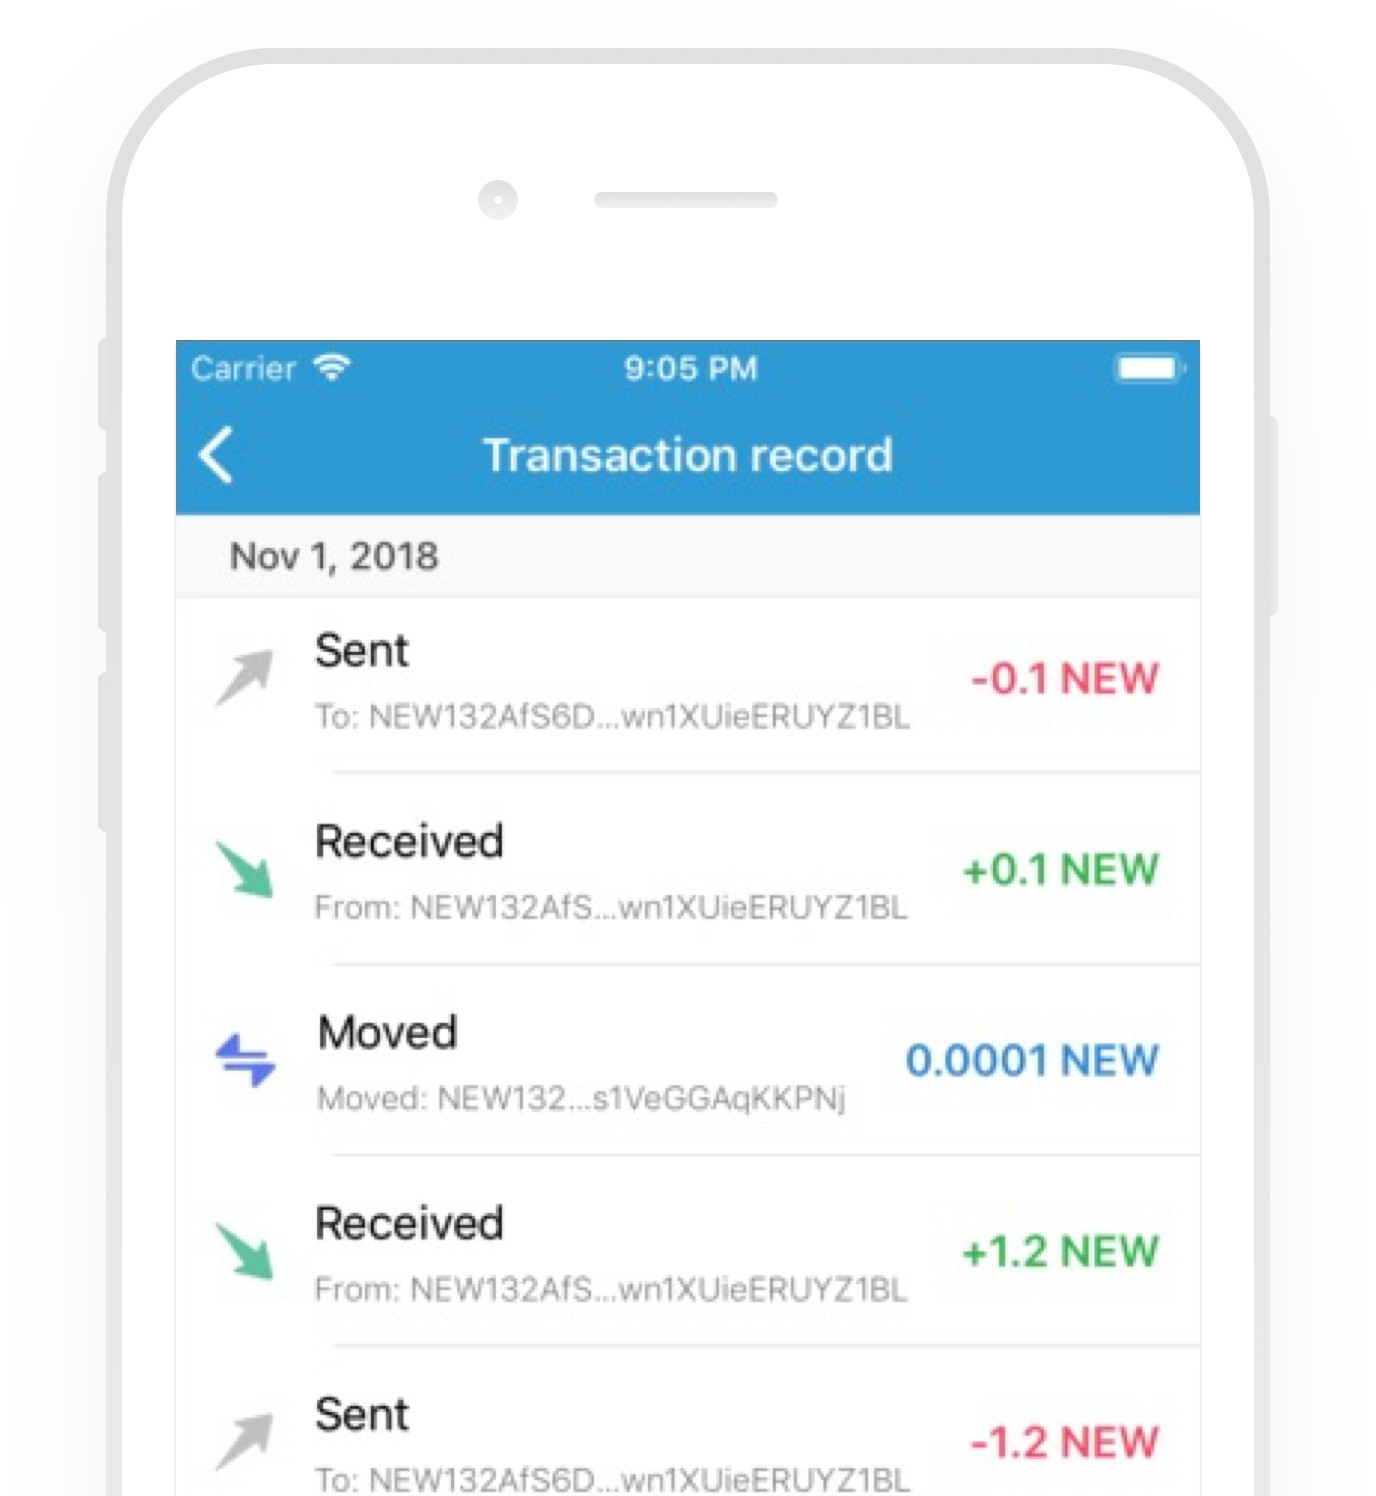 Carrier 9:05 PM
Transaction record
Nov 1, 2018
Sent
-0.1 NEW
To: NEW132AfS6D...wn1XUieERUYZ1BL
Received
+0.1 NEW
From: NEW132AfS...wn1XUieERUYZ1BL
Moved
0.0001 NEW
Moved: NEW132...s1VeGGAqKKPNj
Received
+1.2 NEW
From: NEW132AfS...wn1XUieERUYZ1BL
Sent
-1.2 NEW
To: NEW132AfS6D...wn1XUieERUYZ1BL